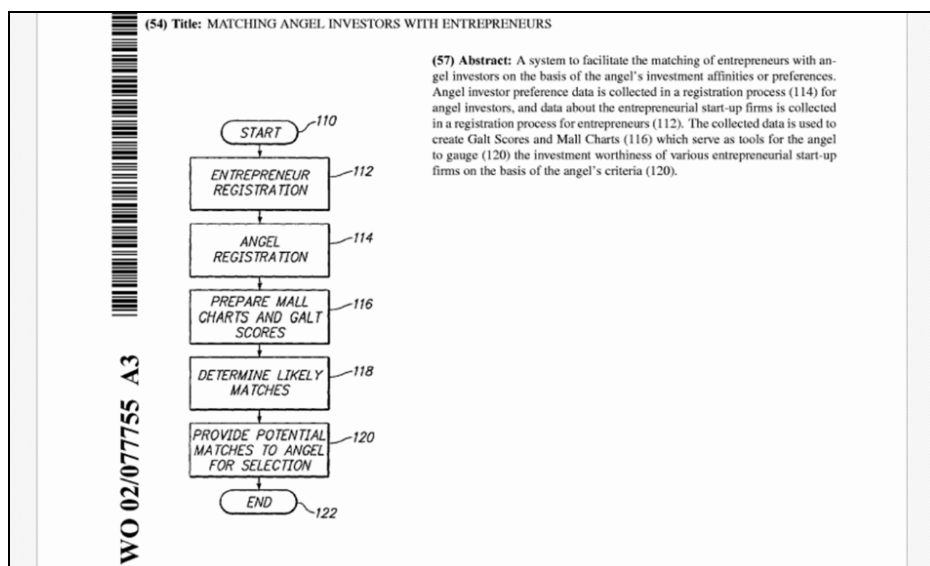 (54) Title: MATCHING ANGEL INVESTORS WITH ENTREPRENEURS
(57) Abstract: A system to facilitate the matching of entrepreneurs with an-
gel investors on the basis of the angel's investment affinities or preferences.
Angel investor preference data is collected in a registration process (114) for
angel investors, and data about the entrepreneurial start-up firms is collected
in a registration process for entrepreneurs (112). The collected data is used to
create Galt Scores and Mall Charts (116) which serve as tools for the angel
to gauge (120) the investment worthiness of various entrepreneurial start-up
firms on the basis of the angel's criteria (120).
START
110
ENTREPRENEUR
REGISTRATION
112
ANGEL
REGISTRATION
114
PREPARE MALL
CHARTS AND GALT
SCORES
116
DETERMINE LIKELY
MATCHES
118
PROVIDE POTENTIAL
MATCHES TO ANGEL
FOR SELECTION
120
END
122
WO 02/077755 A3